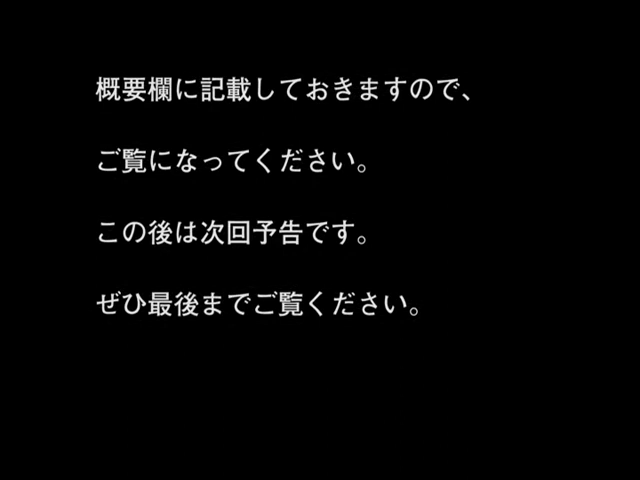 概要欄に記載しておきますので、
ご覧になってください。
この後は次回予告です。
ぜひ最後までご覧ください。